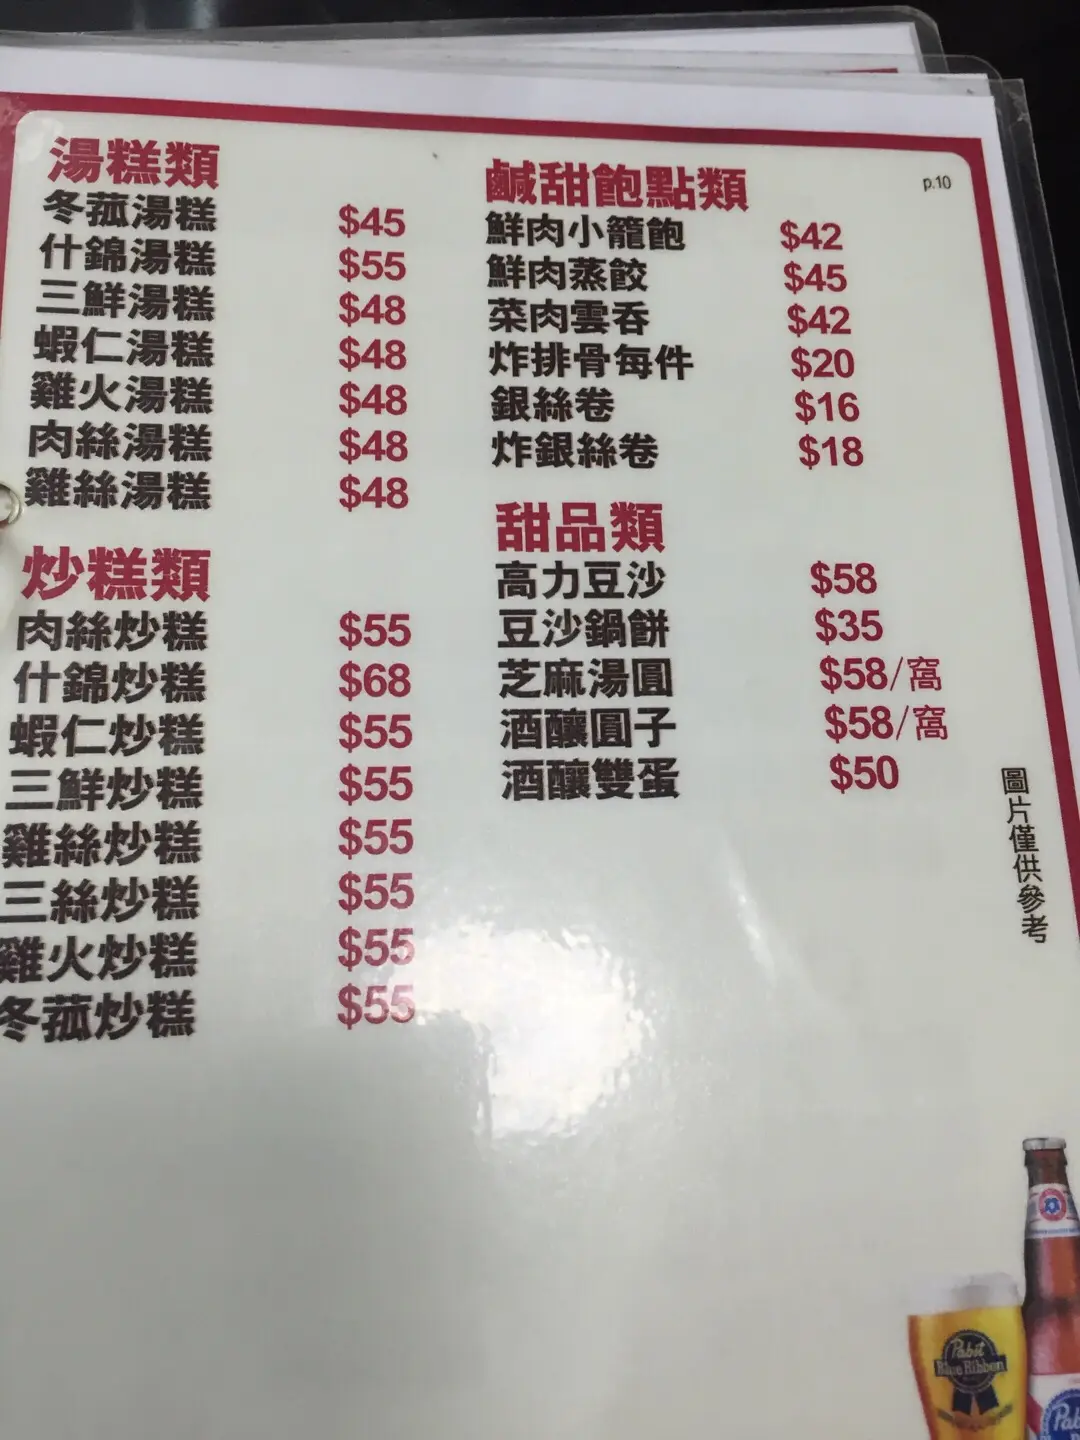 湯糕類
冬菰湯糕 $45
什錦湯糕 $55
三鮮湯糕 $48
蝦仁湯糕 $48
雞火湯糕 $48
肉絲湯糕 $48
雞絲湯糕 $48
炒糕類
肉絲炒糕 $55
什錦炒糕 $68
蝦仁炒糕 $55
三鮮炒糕 $55
雞絲炒糕 $55
三絲炒糕 $55
雞火炒糕 $55
冬菰炒糕 $55
p.10
鹹甜飽點類
鮮肉小籠飽 $42
鮮肉蒸餃 $45
菜肉雲吞 $42
炸排骨每件 $20
銀絲卷 $16
炸銀絲卷 $18
甜品類
高力豆沙 $58
豆沙鍋餅 $35
芝麻湯圓 $58/窩
酒釀圓子 $58/窩
酒釀雙蛋 $50
圖片僅供參考
Pabst
Blue Ribbon